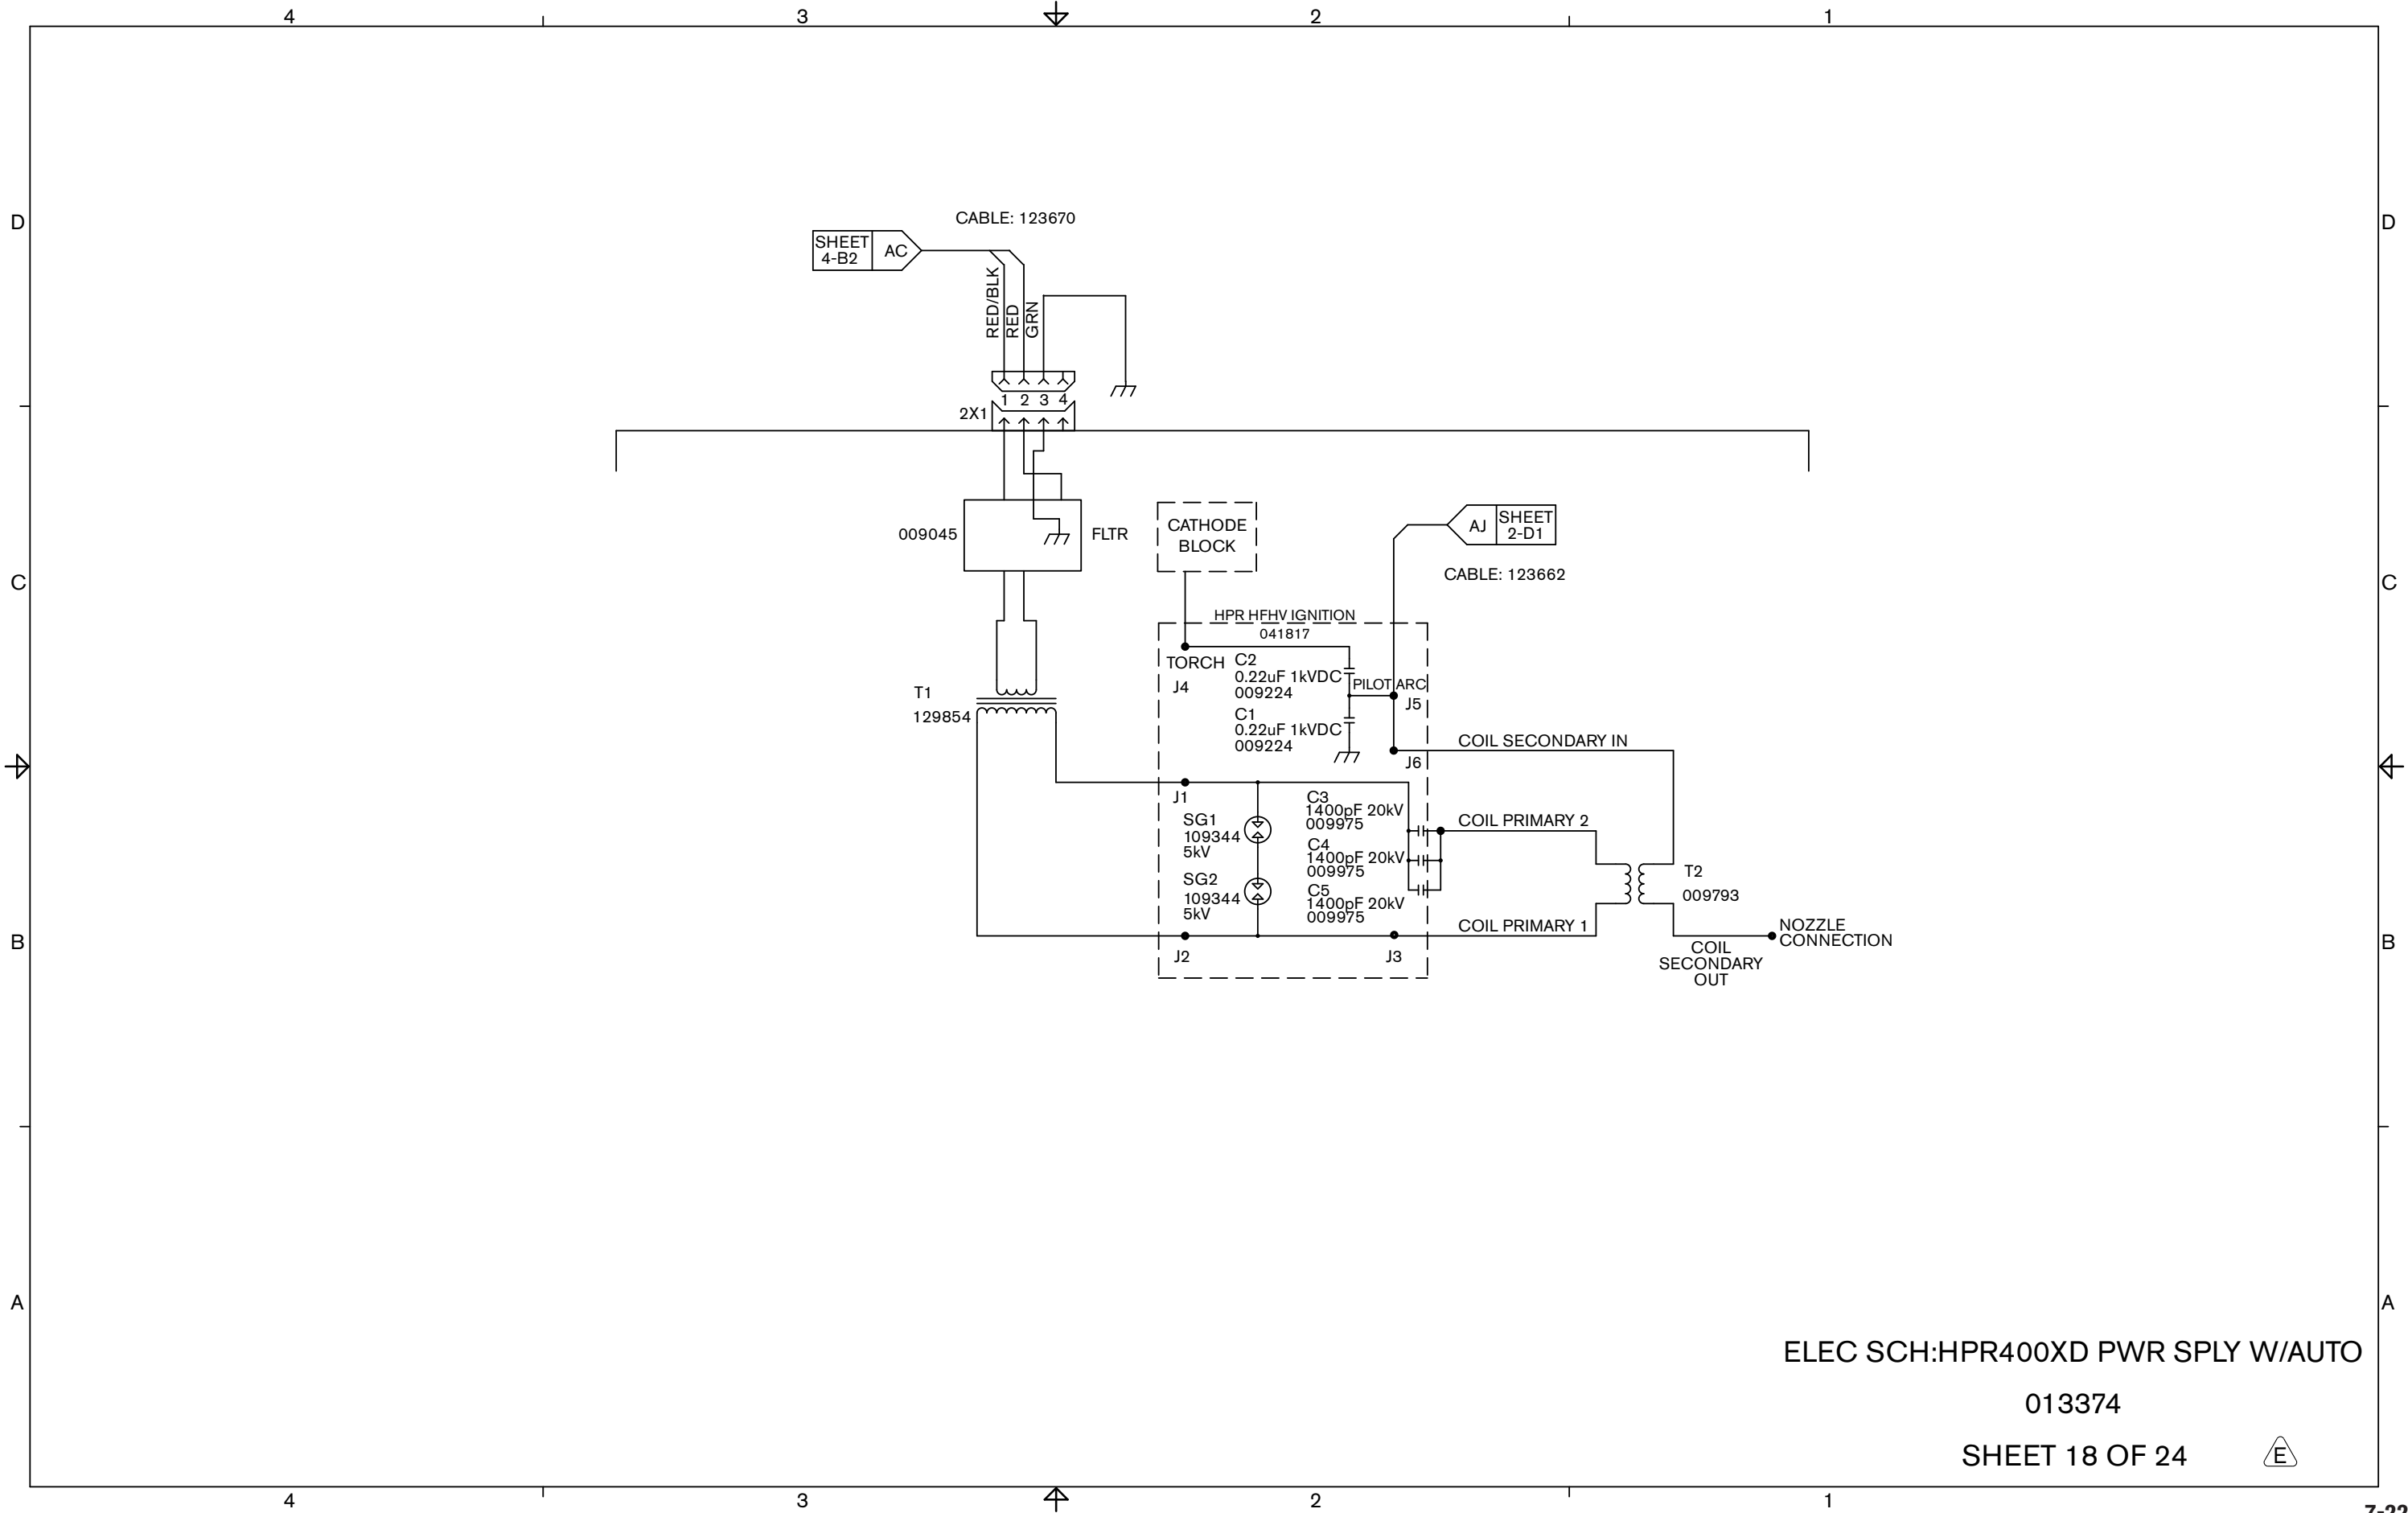 4 3 2 1
D D
CABLE: 123670
SHEET
4-B2
AC
RED/BLK
RED
GRN
1 2 3 4
2X1
009045
FLTR
CATHODE
BLOCK
AJ
SHEET
2-D1
CABLE: 123662
C C
HPR HFHV IGNITION
041817
TORCH
J4
C2
0.22uF 1kVDC
009224
PILOT ARC
J5
C1
0.22uF 1kVDC
009224
T1
129854
COIL SECONDARY IN
J6
J1
SG1
109344
5kV
SG2
109344
5kV
C3
1400pF 20kV
009975
C4
1400pF 20kV
009975
C5
1400pF 20kV
009975
COIL PRIMARY 2
T2
009793
COIL PRIMARY 1
J2
J3
NOZZLE
CONNECTION
COIL
SECONDARY
OUT
B B
A A
ELEC SCH:HPR400XD PWR SPLY W/AUTO
013374
SHEET 18 OF 24
E
4 3 2 1